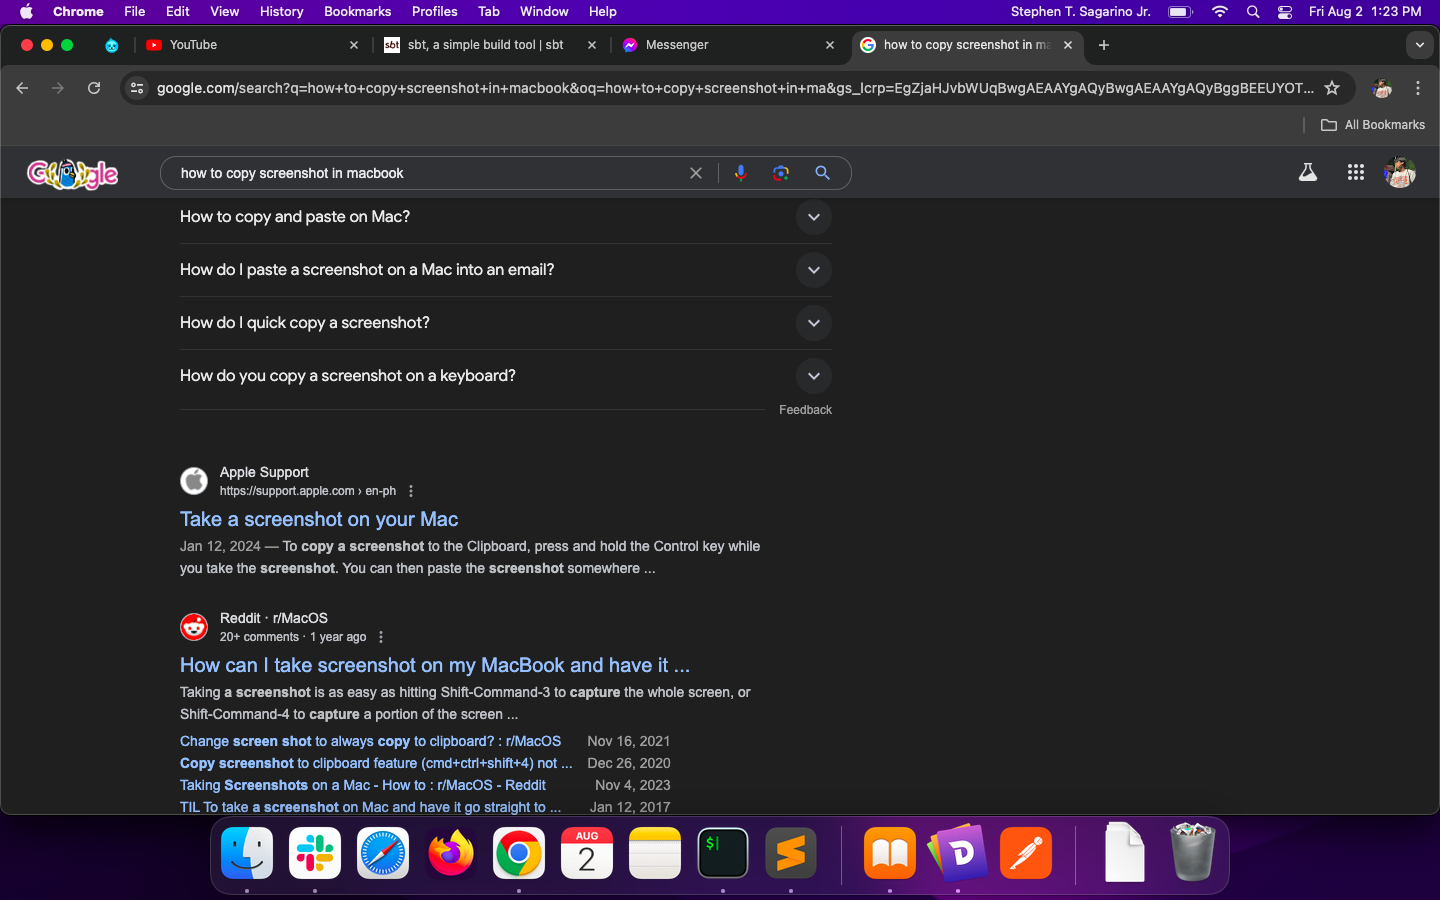 Chrome File Edit View History Bookmarks Profiles Tab Window Help Stephen T. Sagarino Jr. Fri Aug 2 1:23 PM
YouTube sbt sbt, a simple build tool | sbt Messenger how to copy screenshot in ma
google.com/search?q=how+to+copy+screenshot+in+macbook&oq=how+to+copy+screenshot+in+ma&gs_lcrp=EgZjaHJvbWUqBwgAEAAYgAQyBwgAEAAYgAQyBggBEEUYOT...
All Bookmarks
Google how to copy screenshot in macbook
How to copy and paste on Mac?
How do I paste a screenshot on a Mac into an email?
How do I quick copy a screenshot?
How do you copy a screenshot on a keyboard?
Feedback
Apple Support
https://support.apple.com › en-ph
Take a screenshot on your Mac
Jan 12, 2024 — To copy a screenshot to the Clipboard, press and hold the Control key while
you take the screenshot. You can then paste the screenshot somewhere ...
Reddit · r/MacOS
20+ comments · 1 year ago
How can I take screenshot on my MacBook and have it ...
Taking a screenshot is as easy as hitting Shift-Command-3 to capture the whole screen, or
Shift-Command-4 to capture a portion of the screen ...
Change screen shot to always copy to clipboard? : r/MacOS Nov 16, 2021
Copy screenshot to clipboard feature (cmd+ctrl+shift+4) not ... Dec 26, 2020
Taking Screenshots on a Mac - How to : r/MacOS - Reddit Nov 4, 2023
TIL To take a screenshot on Mac and have it go straight to ... Jan 12, 2017
AUG
2
$
D